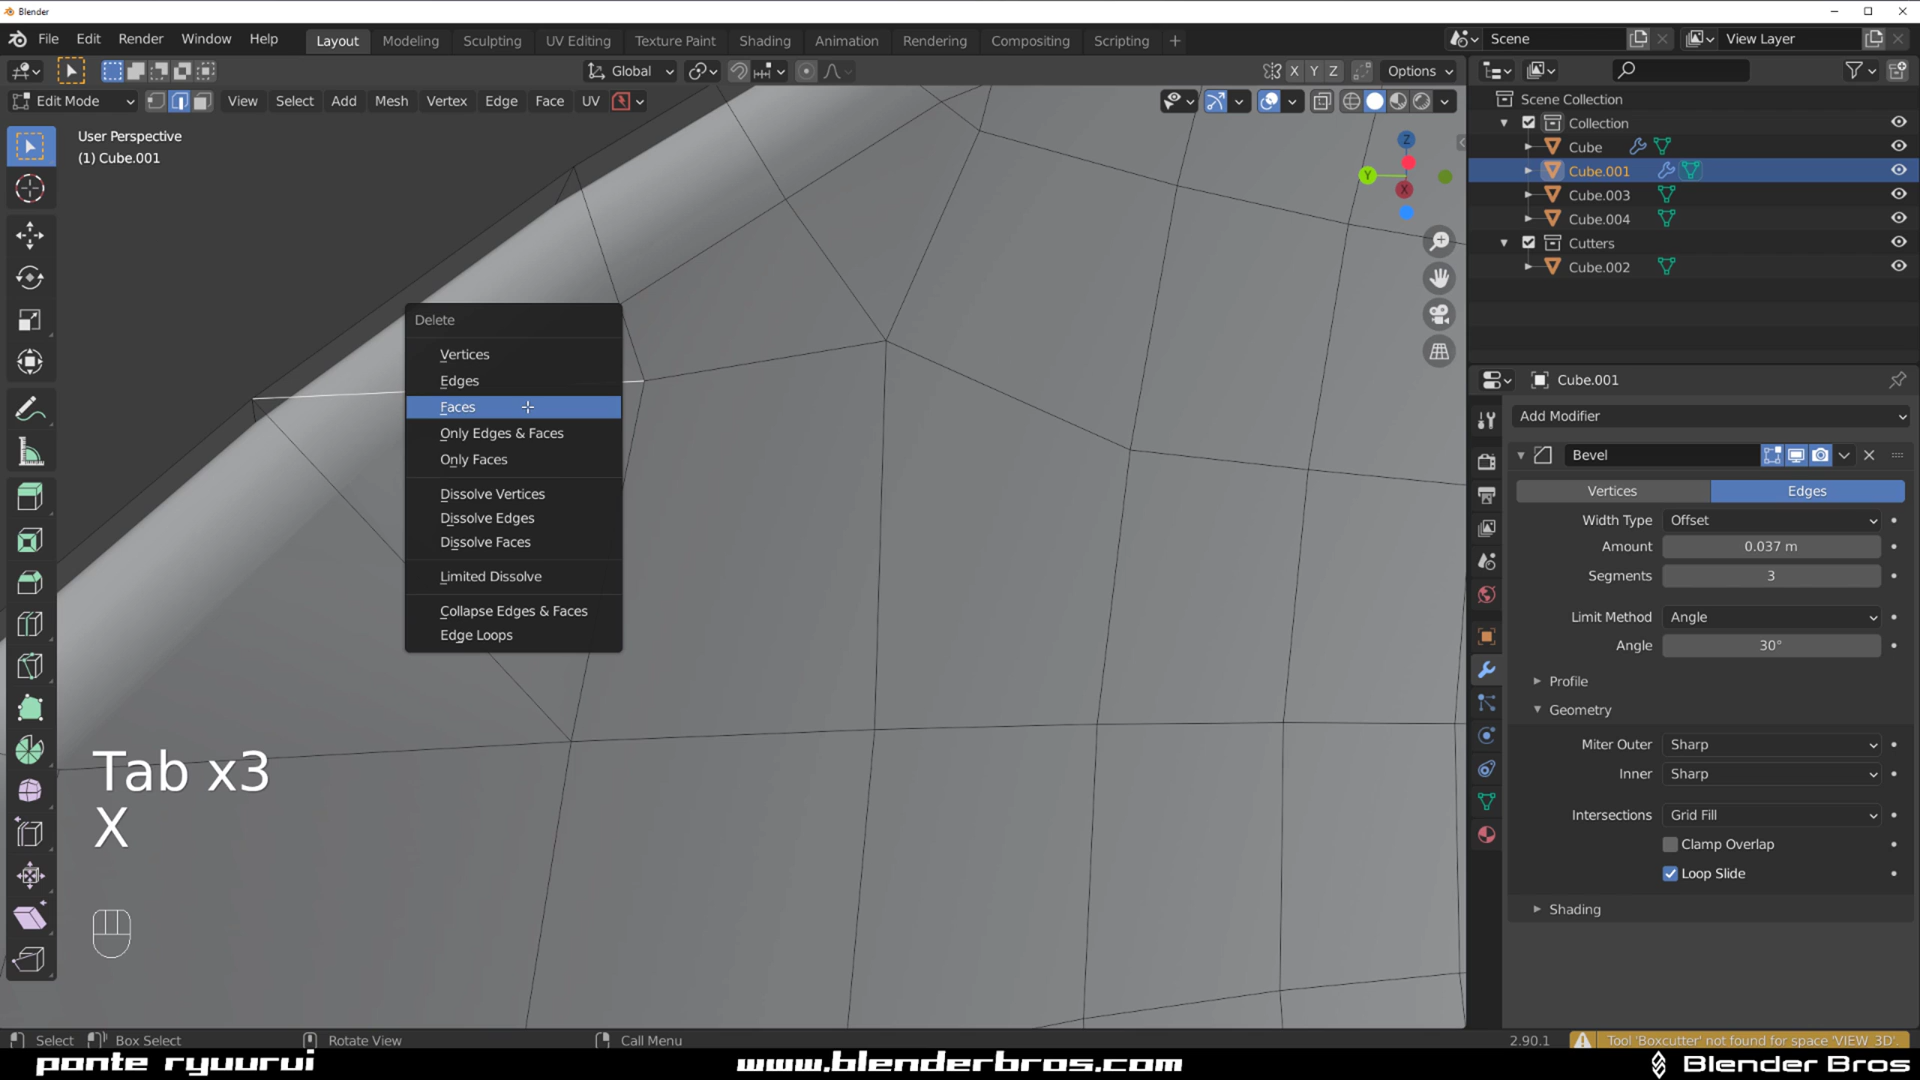 Blender
File Edit Render Window Help
Layout Modeling Sculpting UV Editing Texture Paint Shading Animation Rendering Compositing Scripting +
Scene
View Layer
Global
X Y Z
Options
Edit Mode
View Select Add Mesh Vertex Edge Face UV
User Perspective
(1) Cube.001
Z
Y
X
Scene Collection
Collection
Cube
Cube.001
Cube.003
Cube.004
Cutters
Cube.002
Delete
Vertices
Edges
Faces
Only Edges & Faces
Only Faces
Dissolve Vertices
Dissolve Edges
Dissolve Faces
Limited Dissolve
Collapse Edges & Faces
Edge Loops
Cube.001
Add Modifier
Bevel
Vertices Edges
Width Type Offset
Amount 0.037 m
Segments 3
Limit Method Angle
Angle 30°
Profile
Geometry
Miter Outer Sharp
Inner Sharp
Intersections Grid Fill
Clamp Overlap
Loop Slide
Shading
Tab x3
X
Select Box Select Rotate View Call Menu
2.90.1
Tool 'Boxcutter' not found for space 'VIEW_3D'.
ponte ryuurui
www.blenderbros.com
Blender Bros